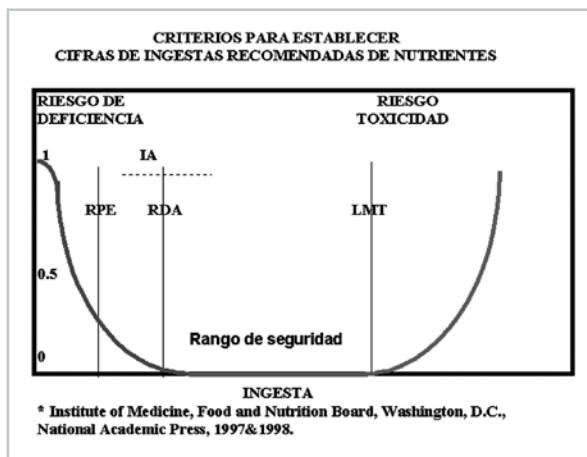 CRITERIOS PARA ESTABLECER
CIFRAS DE INGESTAS RECOMENDADAS DE NUTRIENTES
RIESGO DE
DEFICIENCIA
RIESGO
TOXICIDAD
1
IA
RPE
RDA
LMT
0.5
Rango de seguridad
0
INGESTA
* Institute of Medicine, Food and Nutrition Board, Washington, D.C.,
National Academic Press, 1997&1998.